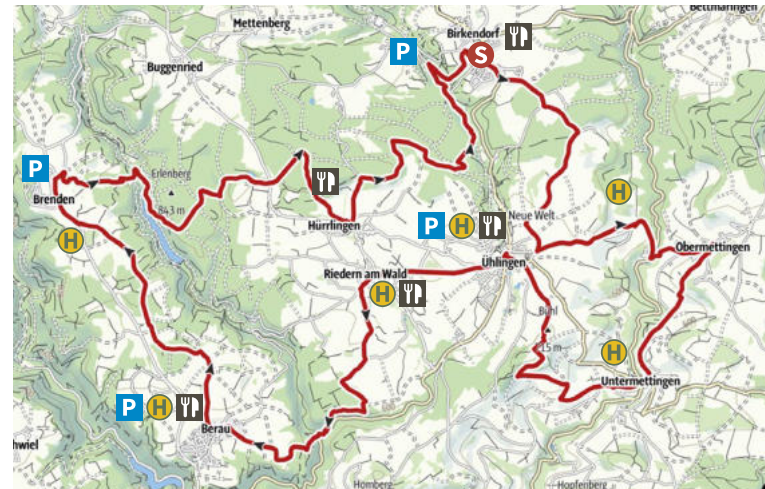 Bettmaringen
Mettenberg
Birkendorf
S
P
Buggenried
P
Erlenberg
843 m
Brenden
H
H
Hürrlingen
P H
Neue Welt
Obermettingen
Ühlingen
Riedern am Wald
H
H
Bühl
15 m
Untermettingen
P H
Berau
hwiel
Homberg
Hopfenberg